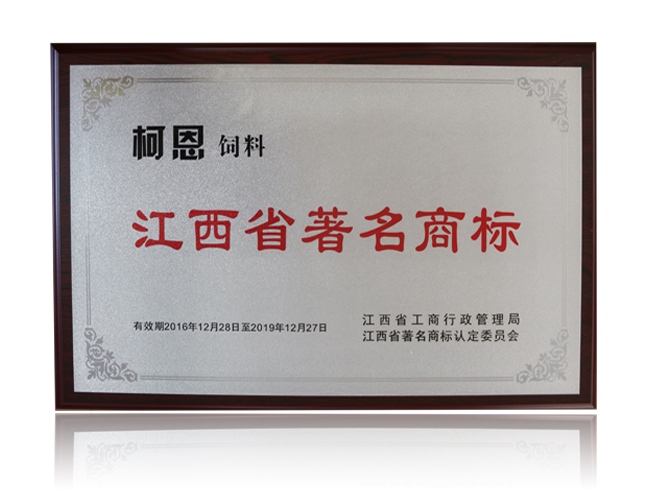 柯恩 饲料
江西省著名商标
有效期2016年12月28日至2019年12月27日
江西省工商行政管理局
江西省著名商标认定委员会